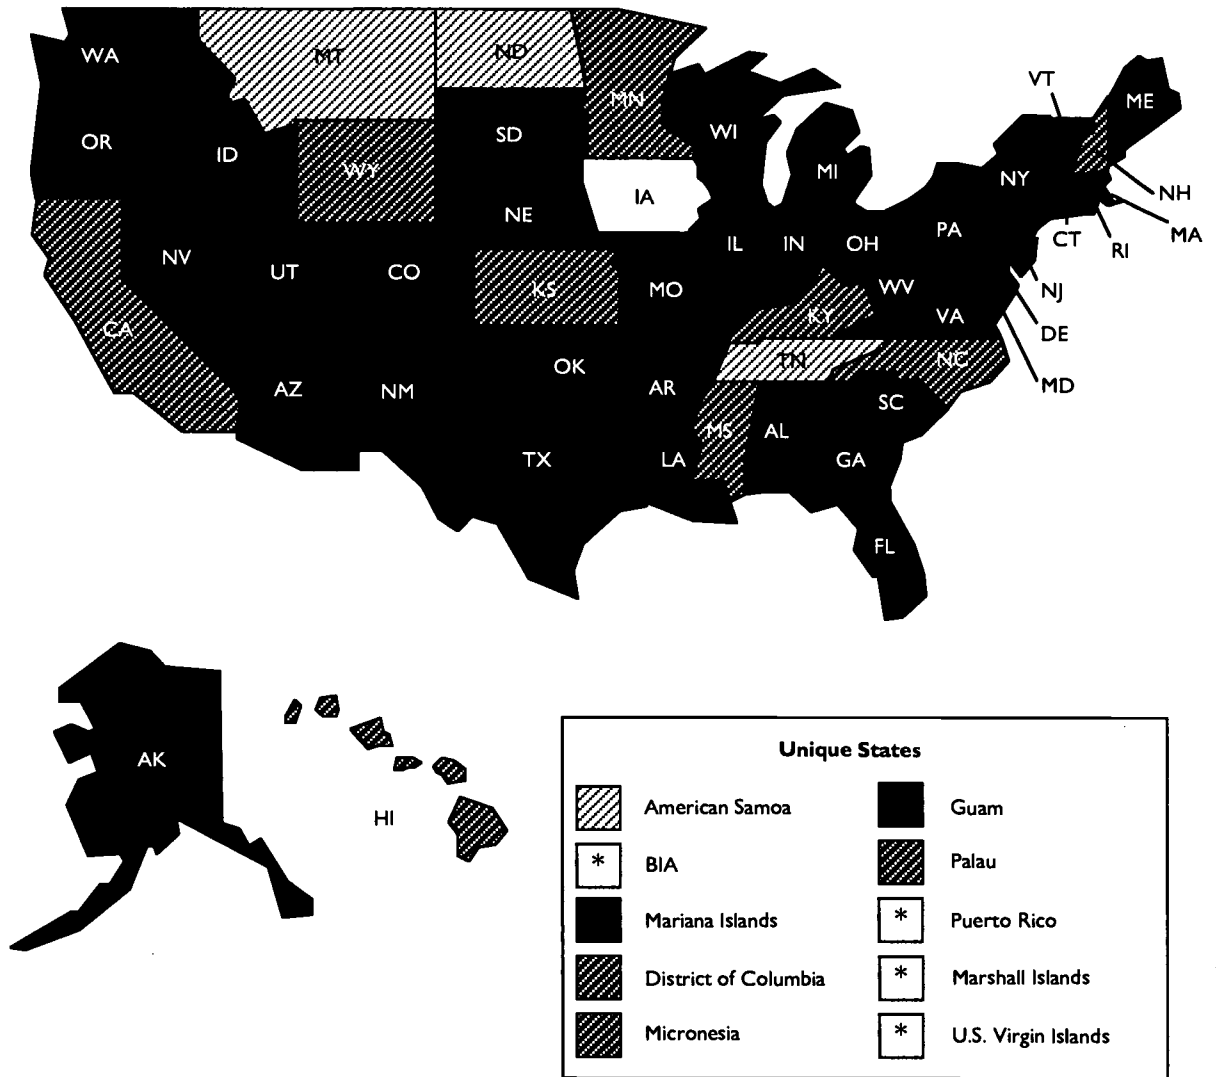 WA
MT
ND
MN
VT
ME
OR
ID
WY
SD
WI
MI
NY
NH
IA
NE
MA
NV
UT
CO
KS
MO
IL
IN
OH
PA
CT
RI
WV
NJ
CA
KY
VA
DE
OK
TN
NC
MD
AZ
NM
AR
SC
MS
AL
TX
LA
GA
FL
AK
HI
Unique States
American Samoa
Guam
* BIA
Palau
Mariana Islands
* Puerto Rico
District of Columbia
* Marshall Islands
Micronesia
* U.S. Virgin Islands